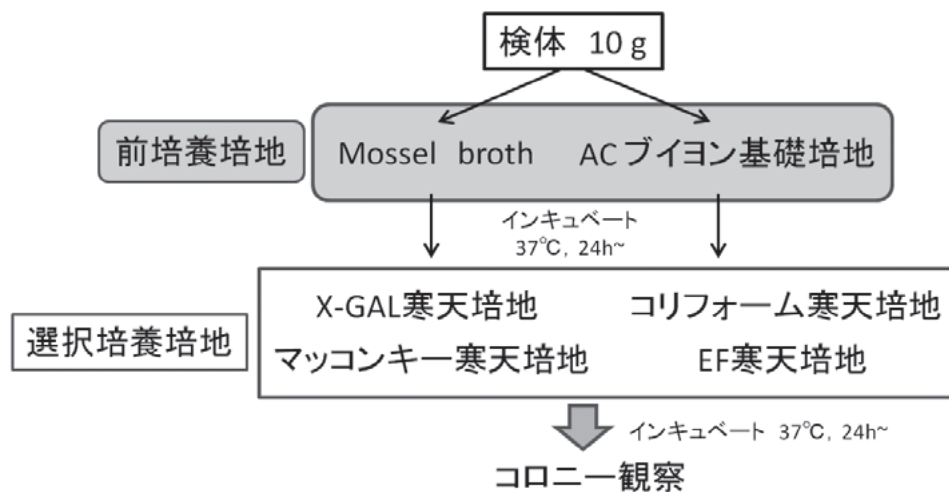 検体 10 g
前培養培地
Mossel broth ACブイヨン基礎培地
インキュベート
37℃, 24h~
選択培養培地
X-GAL寒天培地 コリフォーム寒天培地
マッコンキー寒天培地 EF寒天培地
インキュベート 37℃, 24h~
コロニー観察